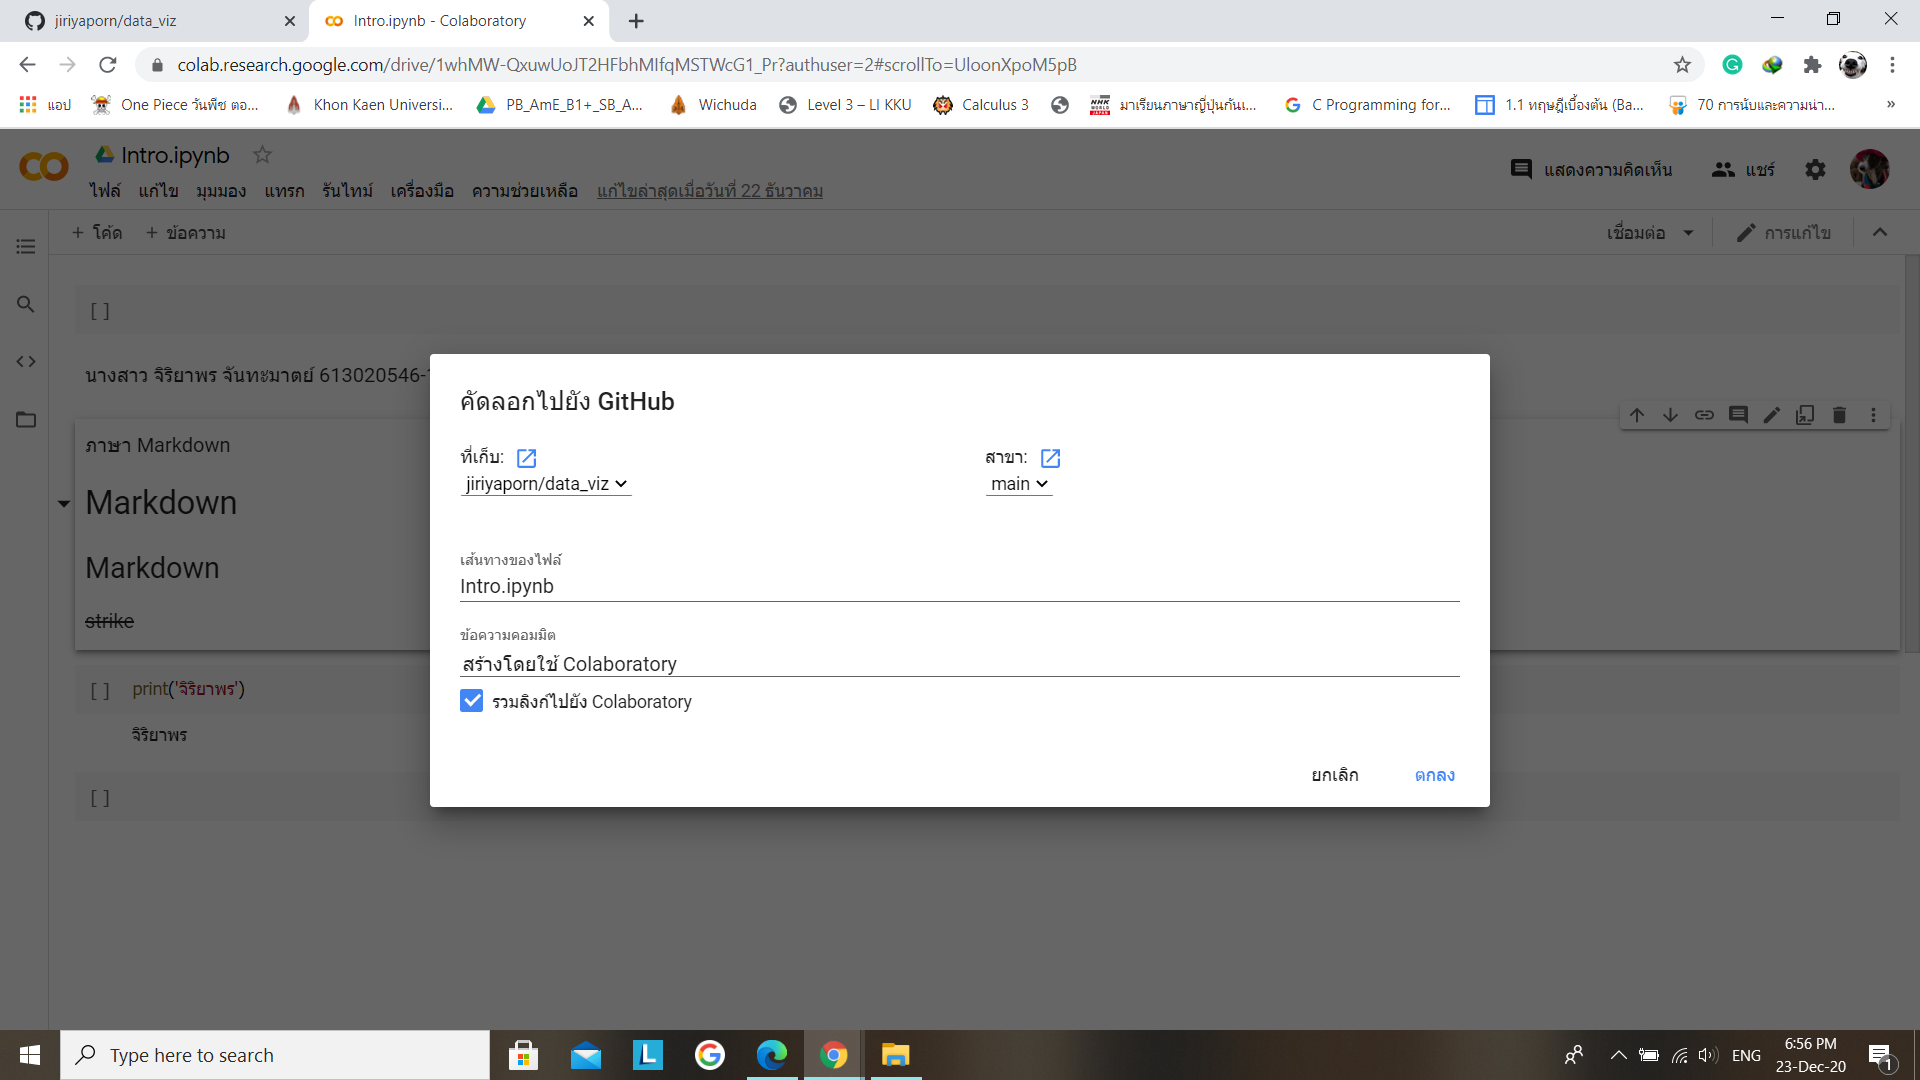 jiriyaporn/data_viz
Intro.ipynb - Colaboratory
colab.research.google.com/drive/1whMW-QxuwUoJT2HFbhMIfqMSTWcG1_Pr?authuser=2#scrollTo=UloonXpoM5pB
แอป
One Piece วันพีช ตอ...
Khon Kaen Universi...
PB_AmE_B1+_SB_A...
Wichuda
Level 3 – LI KKU
Calculus 3
NHK WORLD JAPAN
มาเรียนภาษาญี่ปุ่นกันเ...
C Programming for...
1.1 ทฤษฎีเบื้องต้น (Ba...
70 การนับและความน่า...
»
Intro.ipynb
ไฟล์ แก้ไข มุมมอง แทรก รันไทม์ เครื่องมือ ความช่วยเหลือ แก้ไขล่าสุดเมื่อวันที่ 22 ธันวาคม
แสดงความคิดเห็น
แชร์
+ โค้ด + ข้อความ
เชื่อมต่อ
การแก้ไข
[ ]
นางสาว จิริยาพร จันทะมาตย์ 613020546-
ภาษา Markdown
Markdown
Markdown
strike
[ ] print('จิริยาพร')
จิริยาพร
[ ]
คัดลอกไปยัง GitHub
ที่เก็บ:
jiriyaporn/data_viz
สาขา:
main
เส้นทางของไฟล์
Intro.ipynb
ข้อความคอมมิต
สร้างโดยใช้ Colaboratory
รวมลิงก์ไปยัง Colaboratory
ยกเลิก
ตกลง
Type here to search
ENG
6:56 PM
23-Dec-20
1